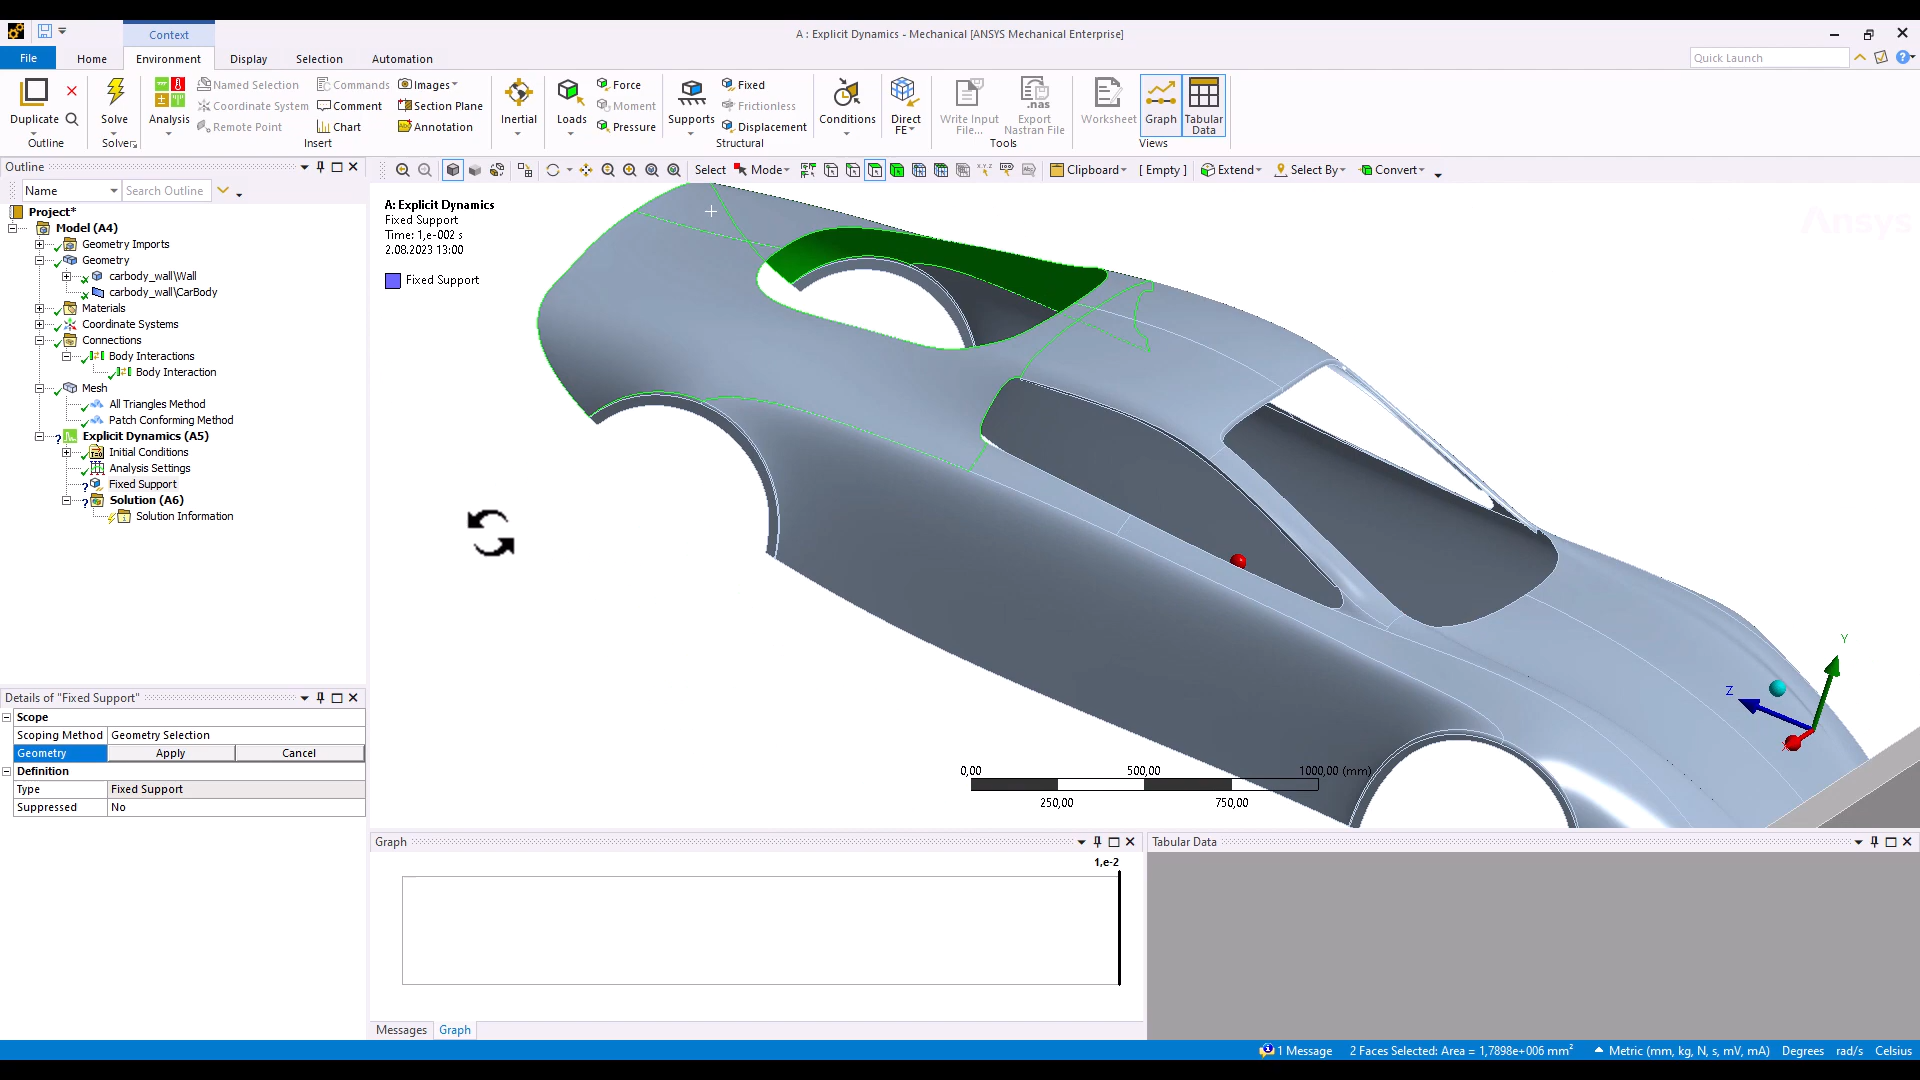 Context
A : Explicit Dynamics - Mechanical [ANSYS Mechanical Enterprise]
File
Home
Environment
Display
Selection
Automation
Quick Launch
Duplicate
Outline
Solve
Solver
Analysis
Named Selection
Coordinate System
Remote Point
Commands
Comment
Chart
Images
Section Plane
Annotation
Insert
Inertial
Loads
Force
Moment
Pressure
Supports
Fixed
Frictionless
Displacement
Structural
Conditions
Direct
FE
Write Input
File...
.nas
Export
Nastran File
Tools
Worksheet
Graph
Tabular
Data
Views
Outline
Name
Search Outline
Select
Mode
Clipboard
[ Empty ]
Extend
Select By
Convert
Project*
Model (A4)
Geometry Imports
Geometry
carbody_wall\Wall
carbody_wall\CarBody
Materials
Coordinate Systems
Connections
Body Interactions
Body Interaction
Mesh
All Triangles Method
Patch Conforming Method
Explicit Dynamics (A5)
Initial Conditions
Analysis Settings
Fixed Support
Solution (A6)
Solution Information
A: Explicit Dynamics
Fixed Support
Time: 1,e-002 s
2.08.2023 13:00
Fixed Support
Ansys
Y
Z
X
0,00
500,00
1000,00 (mm)
250,00
750,00
Details of "Fixed Support"
Scope
Scoping Method
Geometry Selection
Geometry
Apply
Cancel
Definition
Type
Fixed Support
Suppressed
No
Graph
1,e-2
Messages
Graph
Tabular Data
1 Message
2 Faces Selected: Area = 1,7898e+006 mm²
Metric (mm, kg, N, s, mV, mA)
Degrees
rad/s
Celsius